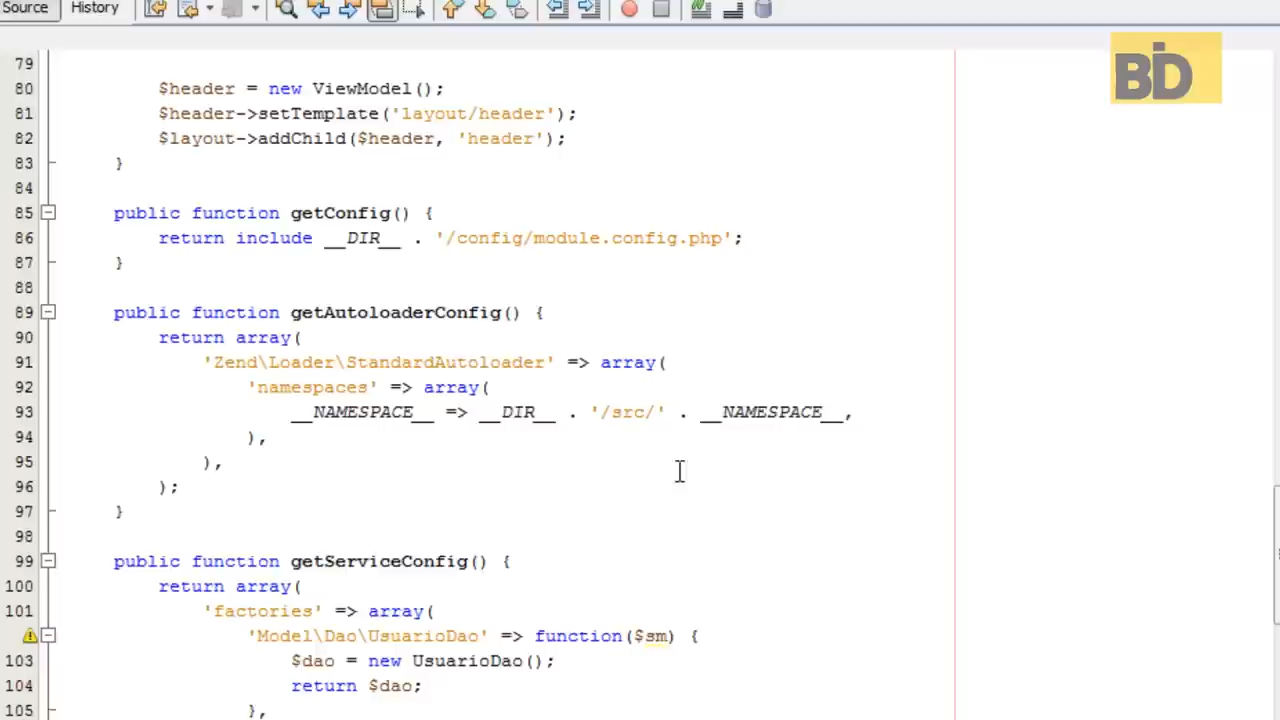 Source History
BID
79
80 $header = new ViewModel();
81 $header->setTemplate('layout/header');
82 $layout->addChild($header, 'header');
83 }
84
85 public function getConfig() {
86 return include __DIR__ . '/config/module.config.php';
87 }
88
89 public function getAutoloaderConfig() {
90 return array(
91 'Zend\Loader\StandardAutoloader' => array(
92 'namespaces' => array(
93 __NAMESPACE__ => __DIR__ . '/src/' . __NAMESPACE__,
94 ),
95 ),
96 );
97 }
98
99 public function getServiceConfig() {
100 return array(
101 'factories' => array(
'Model\Dao\UsuarioDao' => function($sm) {
103 $dao = new UsuarioDao();
104 return $dao;
105 },